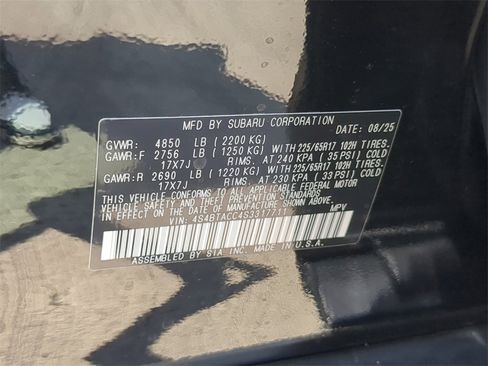 MFD BY SUBARU CORPORATION
DATE: 08/25
GVWR: 4850 LB ( 2200 KG)
GAWR:F 2756 LB ( 1250 KG) WITH 225/65R17 102H TIRES
17X7J RIMS. AT 240 KPA ( 35 PSI) COLD
GAWR:R 2690 LB ( 1220 KG) WITH 225/65R17 102H TIRES
17X7J RIMS. AT 230 KPA ( 33 PSI) COLD
THIS VEHICLE CONFORMS TO ALL APPLICABLE FEDERAL MOTOR
VEHICLE SAFETY, BUMPER, AND THEFT PREVENTION STANDARDS
IN EFFECT ON THE DATE OF MANUFACTURE SHOWN ABOVE.
VIN: 4S4BTACC4S3317711 MPV
ASSEMBLED BY SIA INC. MADE IN U.S.A.